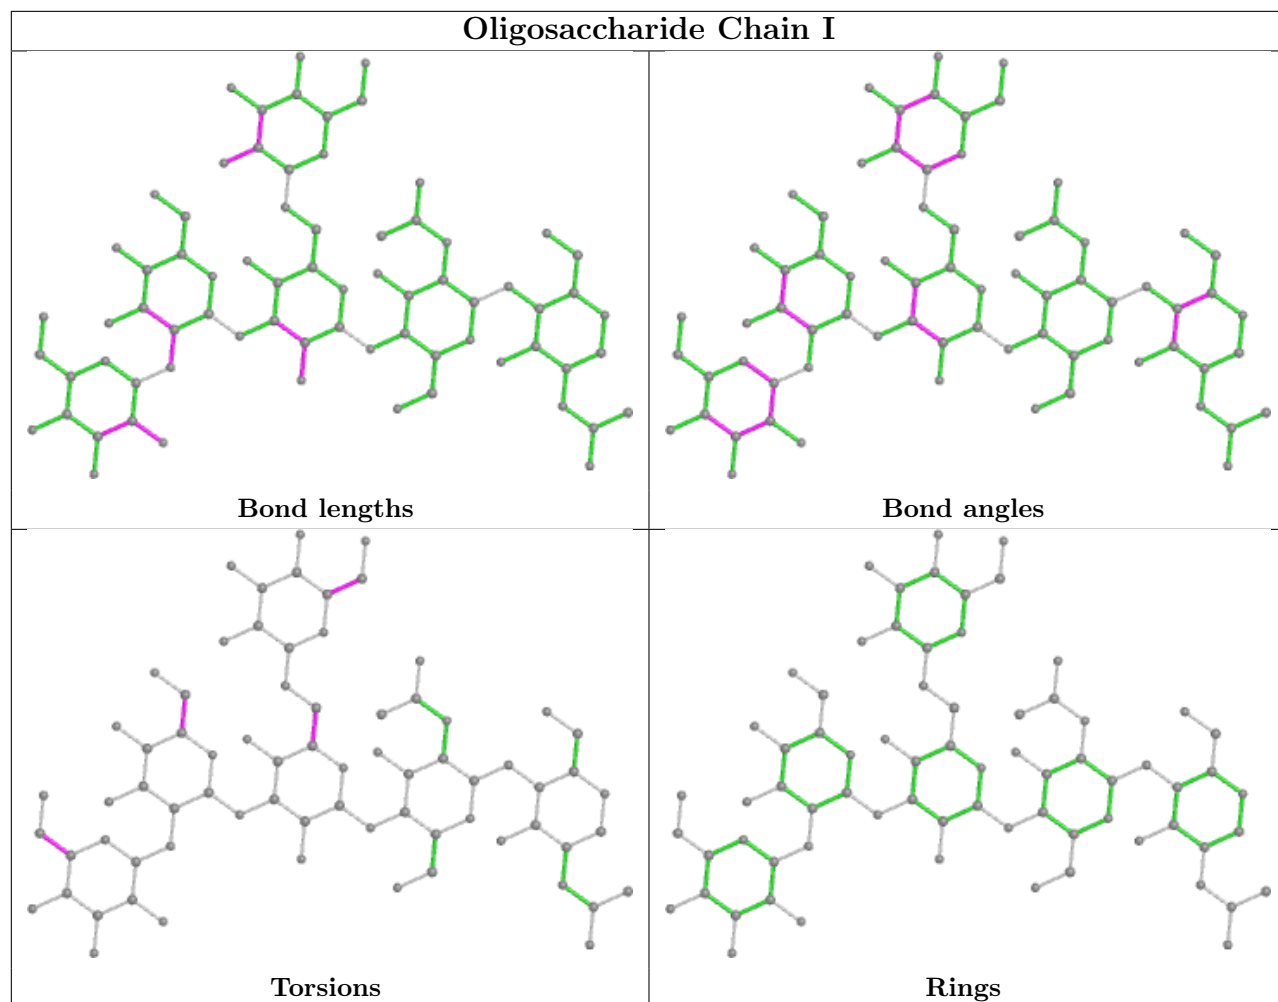 Oligosaccharide Chain I
Bond lengths
Bond angles
Torsions
Rings